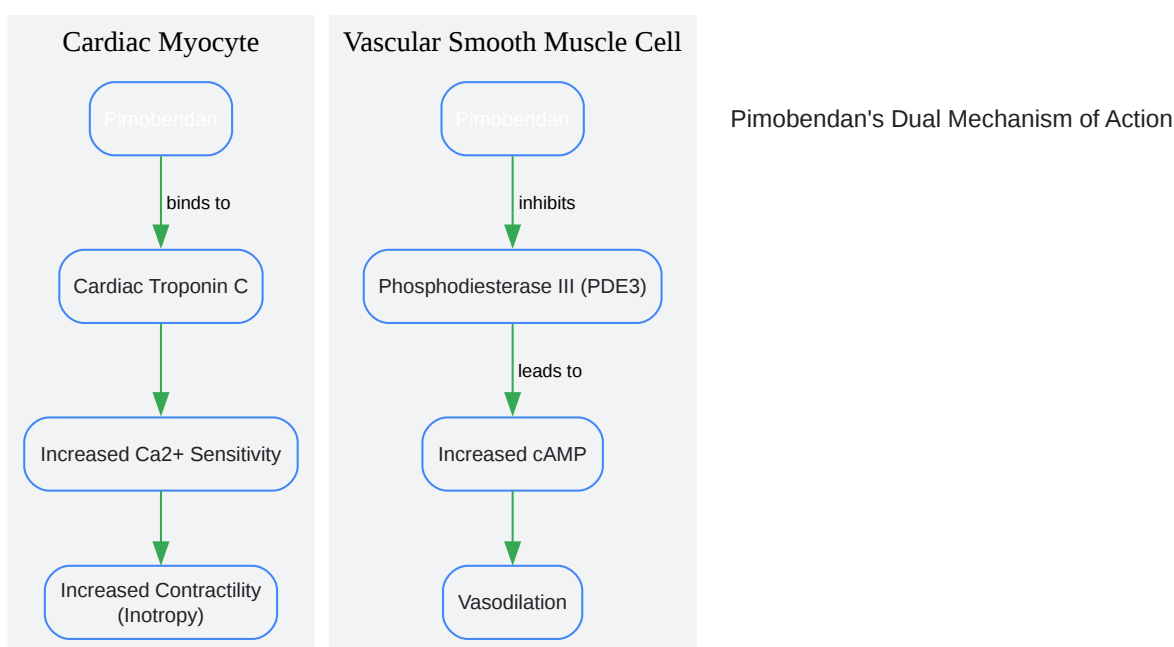 Cardiac Myocyte
Pimobendan
binds to
Cardiac Troponin C
Increased Ca2+ Sensitivity
Increased Contractility
(Inotropy)
Vascular Smooth Muscle Cell
Pimobendan
inhibits
Phosphodiesterase III (PDE3)
leads to
Increased cAMP
Vasodilation
Pimobendan's Dual Mechanism of Action